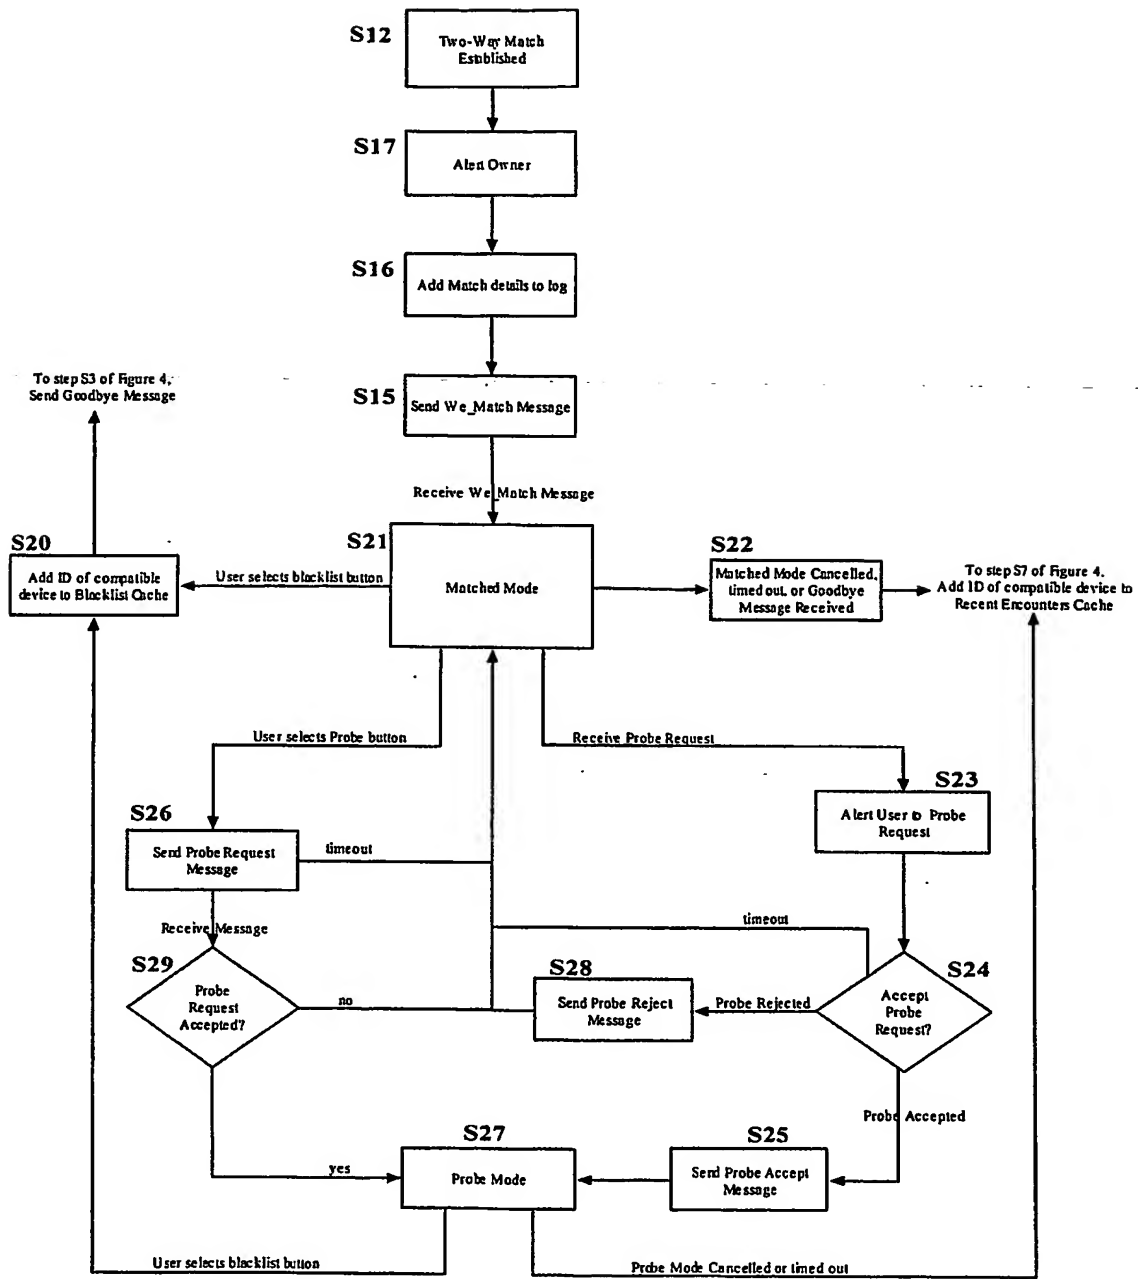 S12
Two-Way Match
Established
S17
Alert Owner
S16
Add Match details to log
To step S3 of Figure 4,
Send Goodbye Message
S15
Send We_Match Message
Receive We_Match Message
S20
Add ID of compatible
device to Blacklist Cache
User selects blacklist button
S21
Matched Mode
S22
Matched Mode Cancelled,
timed out, or Goodbye
Message Received
To step S7 of Figure 4,
Add ID of compatible device to
Recent Encounters Cache
User selects Probe button
Receive Probe Request
S23
Alert User to Probe
Request
S26
Send Probe Request
Message
timeout
Receive Message
timeout
S29
Probe
Request
Accepted?
no
S28
Send Probe Reject
Message
Probe Rejected
S24
Accept
Probe
Request?
Probe Accepted
yes
S27
Probe Mode
S25
Send Probe Accept
Message
User selects blacklist button
Probe Mode Cancelled or timed out